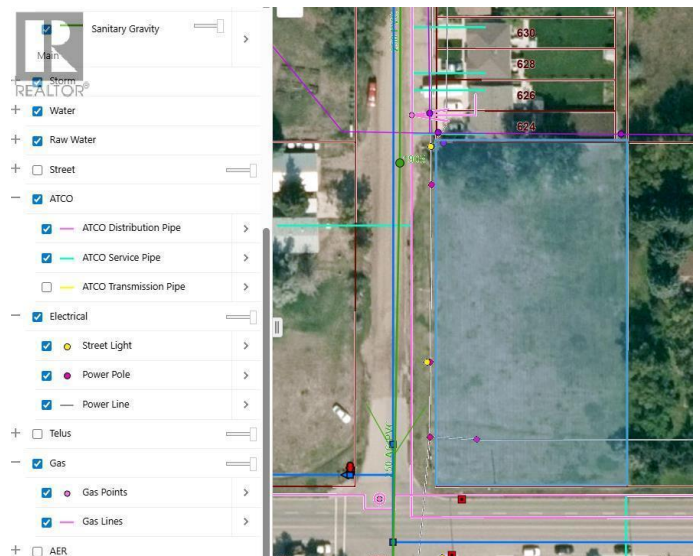 Sanitary Gravity
Main
Storm
REALTOR®
Water
Raw Water
Street
ATCO
ATCO Distribution Pipe
ATCO Service Pipe
ATCO Transmission Pipe
Electrical
Street Light
Power Pole
Power Line
Telus
Gas
Gas Points
Gas Lines
AER
630
628
626
624